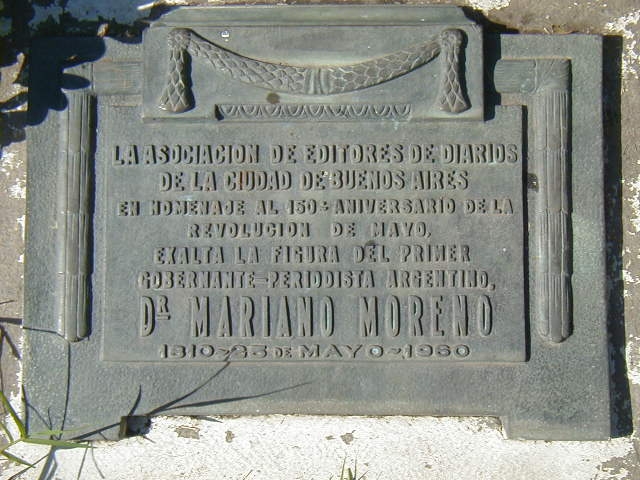 LA ASOCIACION DE EDITORES DE DIARIOS
DE LA CIUDAD DE BUENOS AIRES
EN HOMENAJE AL 150º ANIVERSARIO DE LA
REVOLUCION DE MAYO,
EXALTA LA FIGURA DEL PRIMER
GOBERNANTE-PERIODISTA ARGENTINO,
DR MARIANO MORENO
1810~25 DE MAYO~1960